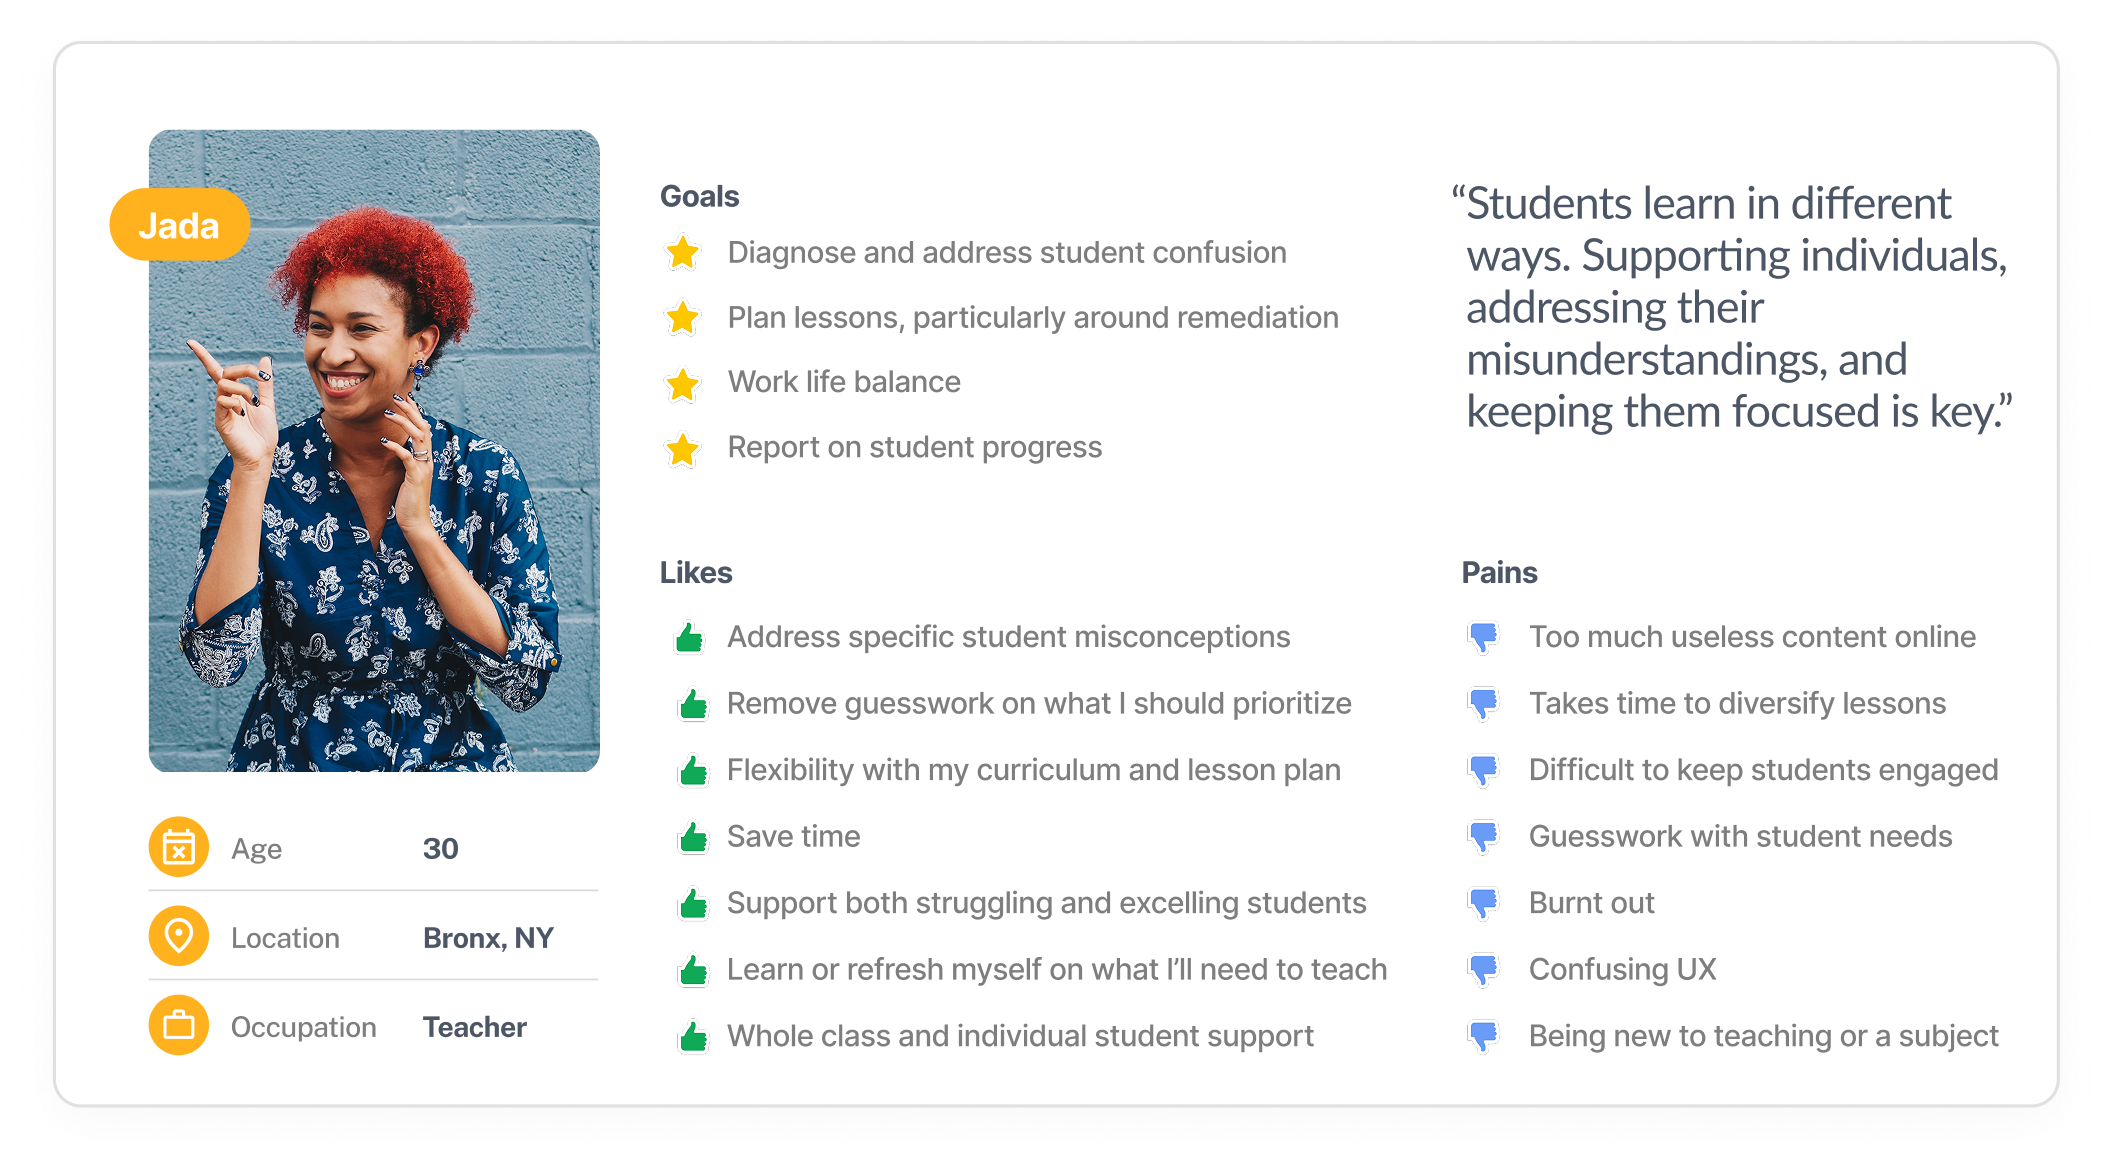 Jada
Age 30
Location Bronx, NY
Occupation Teacher
Goals
Diagnose and address student confusion
Plan lessons, particularly around remediation
Work life balance
Report on student progress
“Students learn in different
ways. Supporting individuals,
addressing their
misunderstandings, and
keeping them focused is key.”
Likes
Address specific student misconceptions
Remove guesswork on what I should prioritize
Flexibility with my curriculum and lesson plan
Save time
Support both struggling and excelling students
Learn or refresh myself on what I’ll need to teach
Whole class and individual student support
Pains
Too much useless content online
Takes time to diversify lessons
Difficult to keep students engaged
Guesswork with student needs
Burnt out
Confusing UX
Being new to teaching or a subject